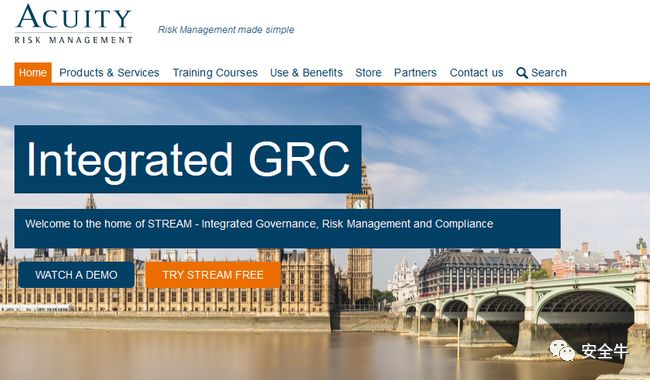 ACUITY
RISK MANAGEMENT
Risk Management made simple
Home Products & Services Training Courses Use & Benefits Store Partners Contact us Search
Integrated GRC
Welcome to the home of STREAM - Integrated Governance, Risk Management and Compliance
WATCH A DEMO TRY STREAM FREE
安全牛